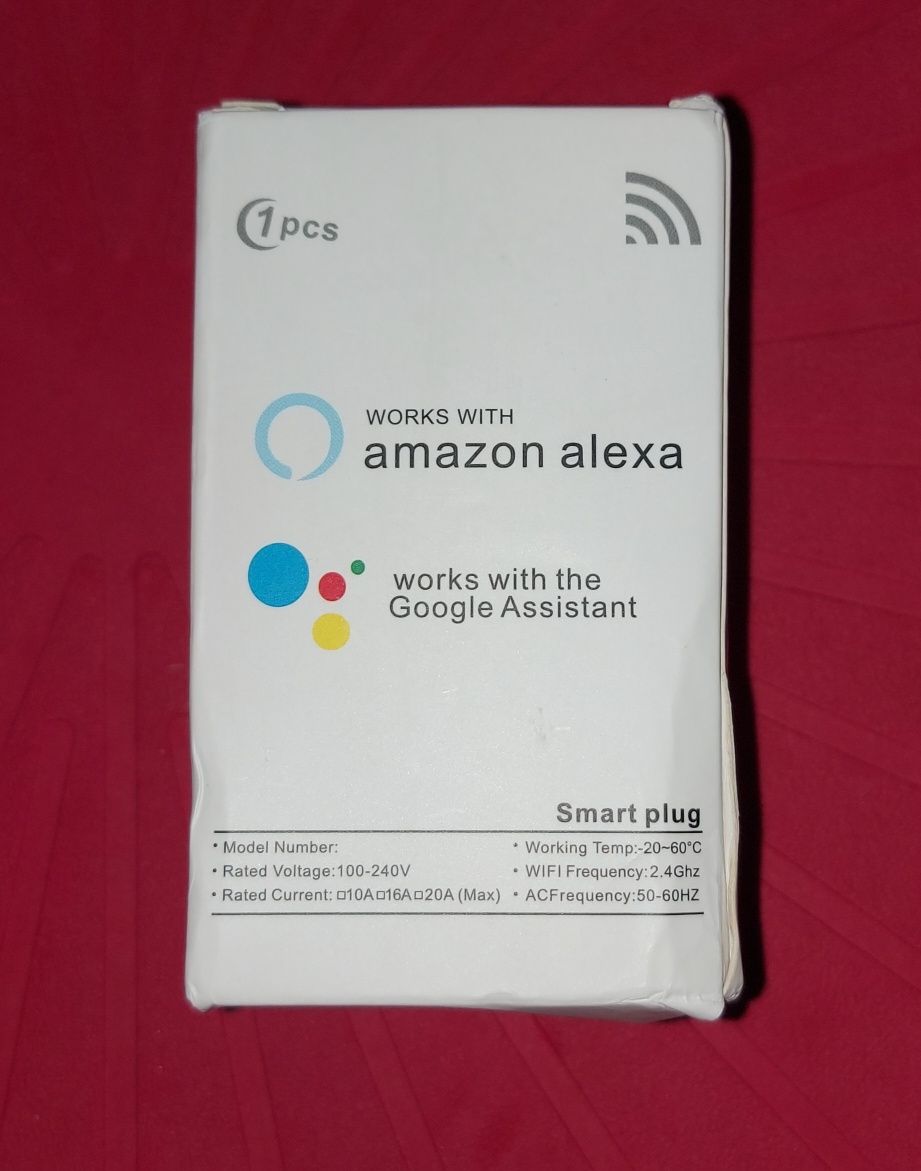 1pcs
WORKS WITH
amazon alexa
works with the
Google Assistant
Smart plug
• Model Number:
• Rated Voltage:100-240V
• Rated Current: □10A□16A□20A (Max)
• Working Temp:-20~60°C
• WIFI Frequency:2.4Ghz
• ACFrequency:50-60HZ